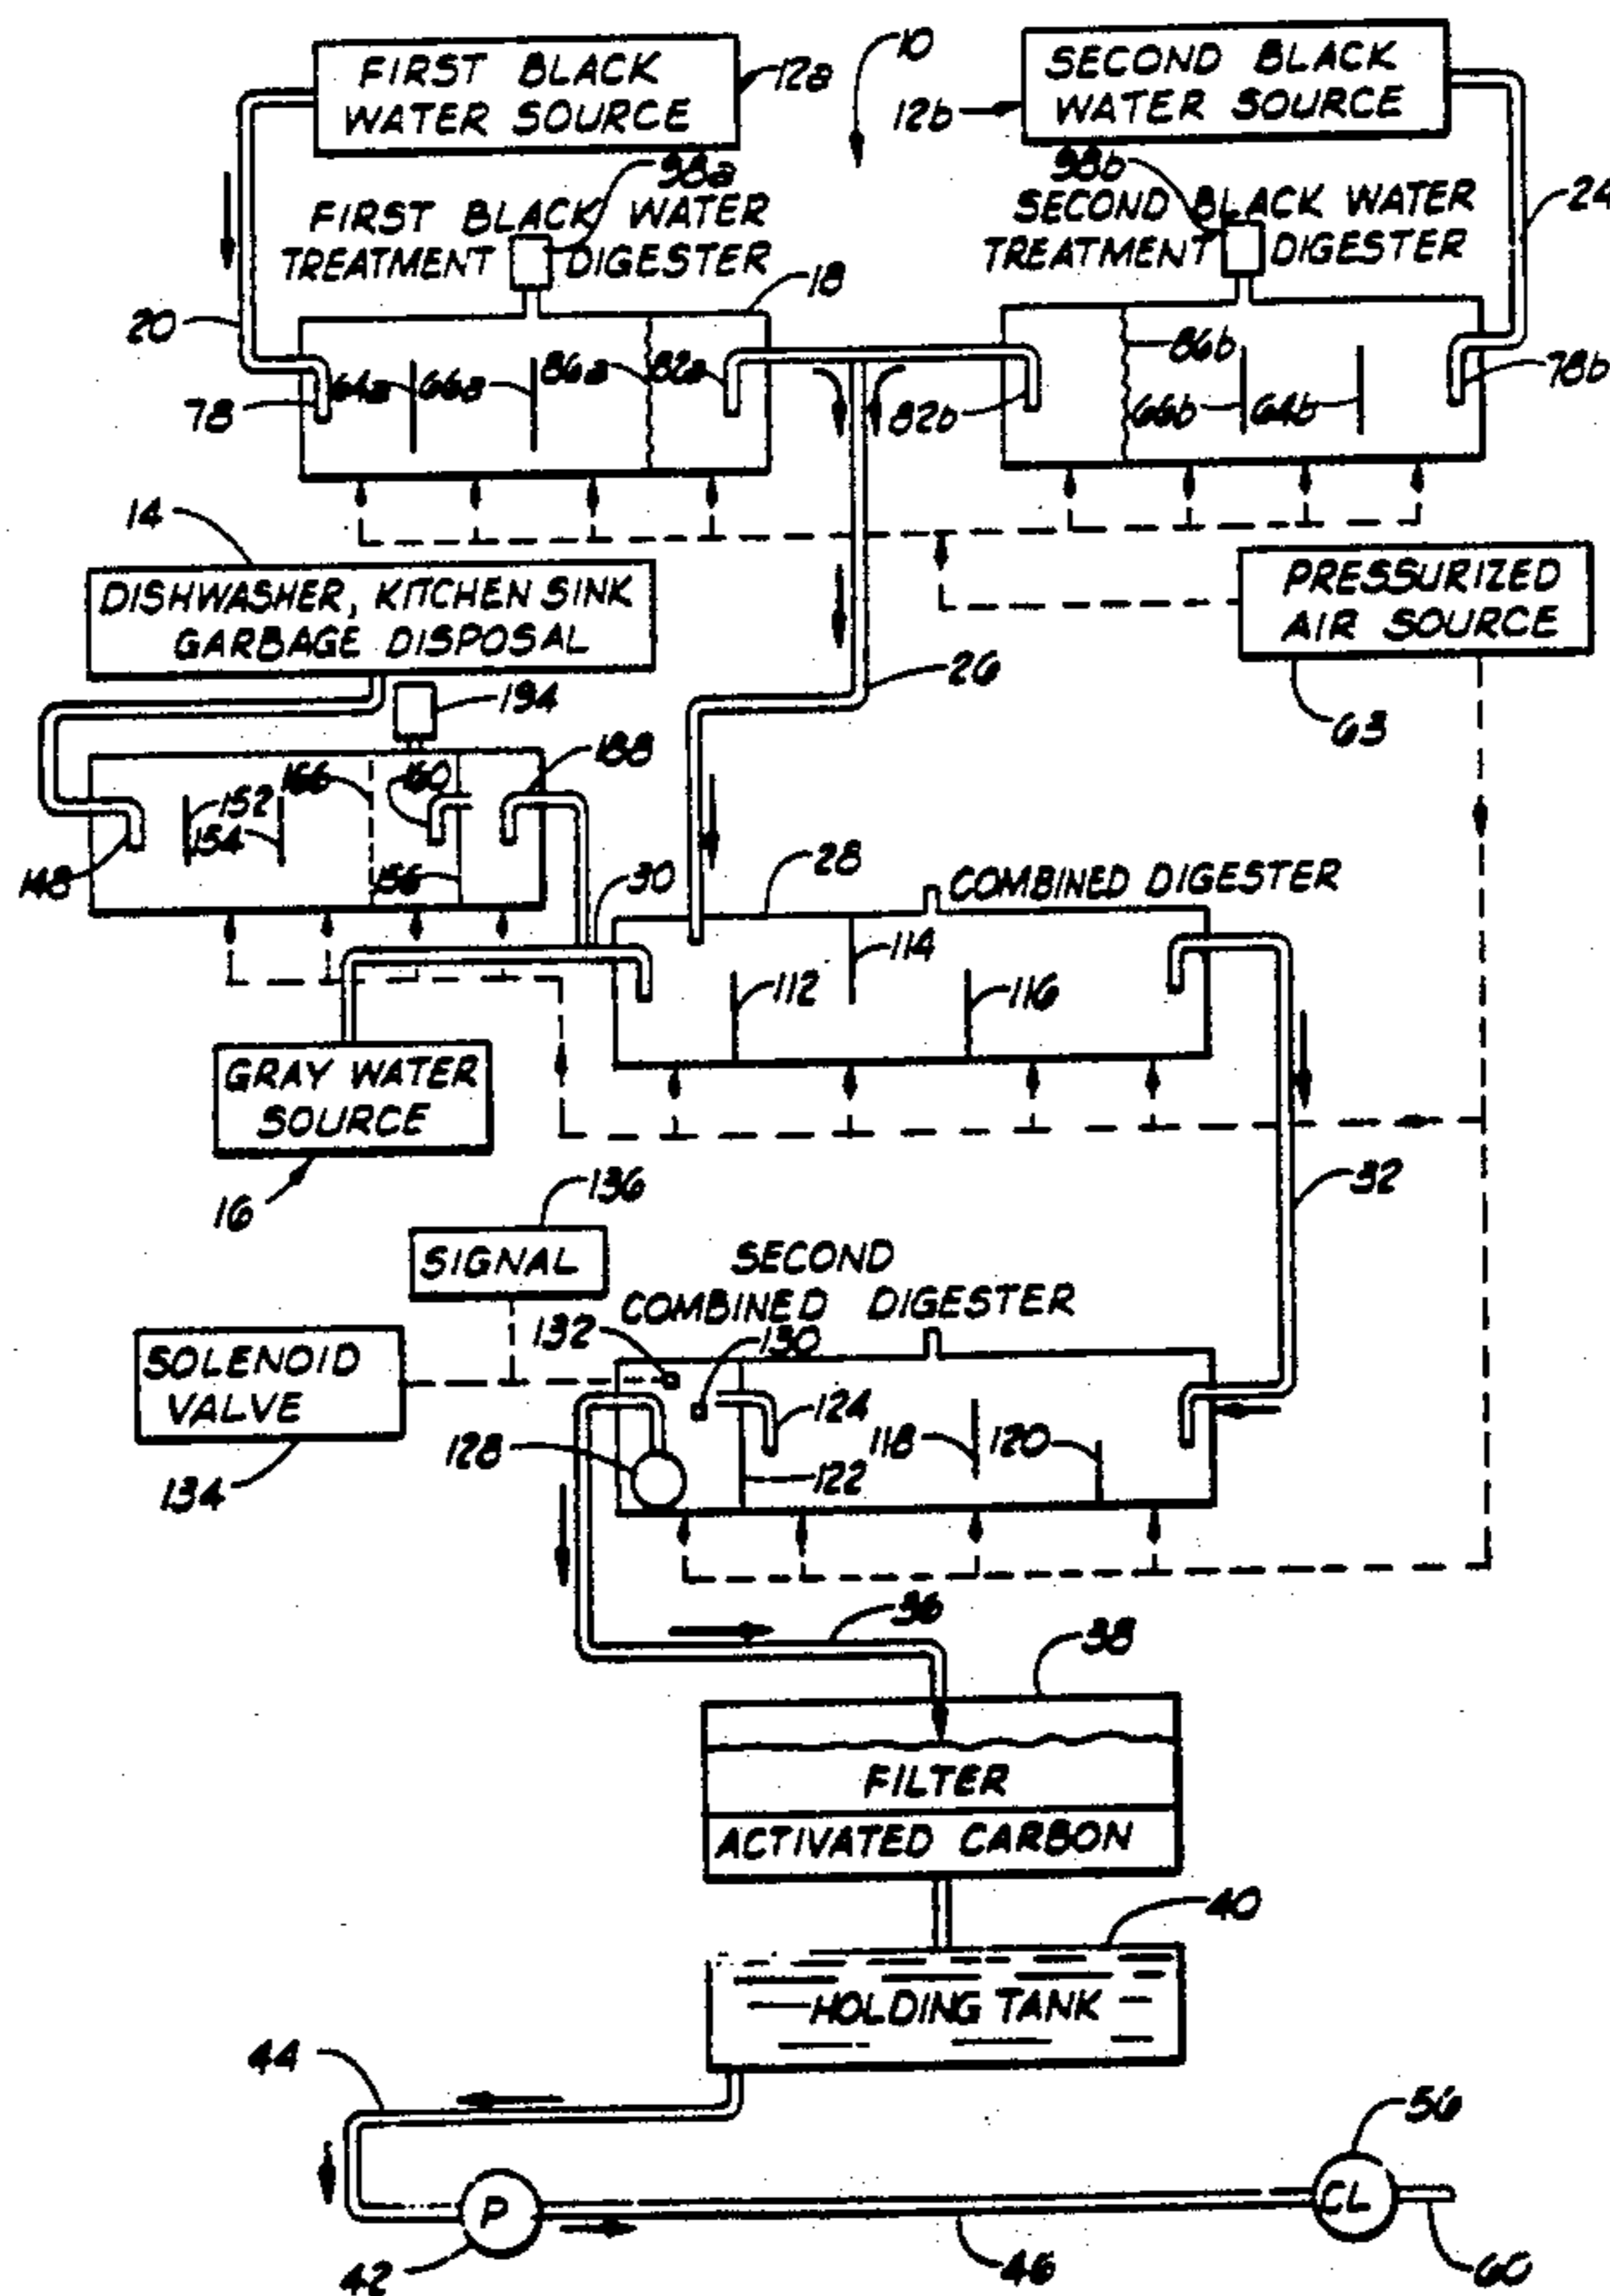 FIRST BLACK
WATER SOURCE
12a
10
SECOND BLACK
WATER SOURCE
12b
98a
98b
FIRST BLACK WATER
TREATMENT DIGESTER
SECOND BLACK WATER
TREATMENT DIGESTER
24
18
20
78
64a
66a
86a
82a
82b
86b
66b
64b
78b
14
DISHWASHER, KITCHEN SINK
GARBAGE DISPOSAL
PRESSURIZED
AIR SOURCE
26
63
194
188
166
160
152
154
148
156
30
28
COMBINED DIGESTER
114
112
116
GRAY WATER
SOURCE
16
32
136
SIGNAL
SECOND
COMBINED DIGESTER
132
130
SOLENOID
VALVE
134
128
124
118
120
122
36
38
FILTER
ACTIVATED CARBON
40
HOLDING TANK
44
56
P
CL
42
46
60